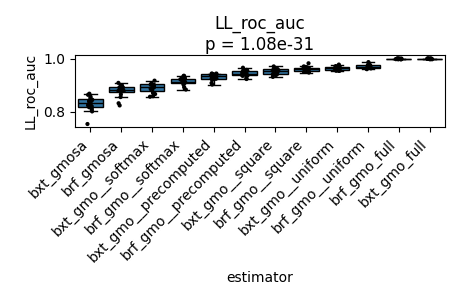 LL_roc_auc
p = 1.08e-31
LL_roc_auc
1.0
0.8
bxt_gmosa
brf_gmosa
bxt_gmo__softmax
brf_gmo__softmax
bxt_gmo__precomputed
brf_gmo__precomputed
bxt_gmo__square
brf_gmo__square
bxt_gmo__uniform
brf_gmo__uniform
brf_gmo_full
bxt_gmo_full
estimator